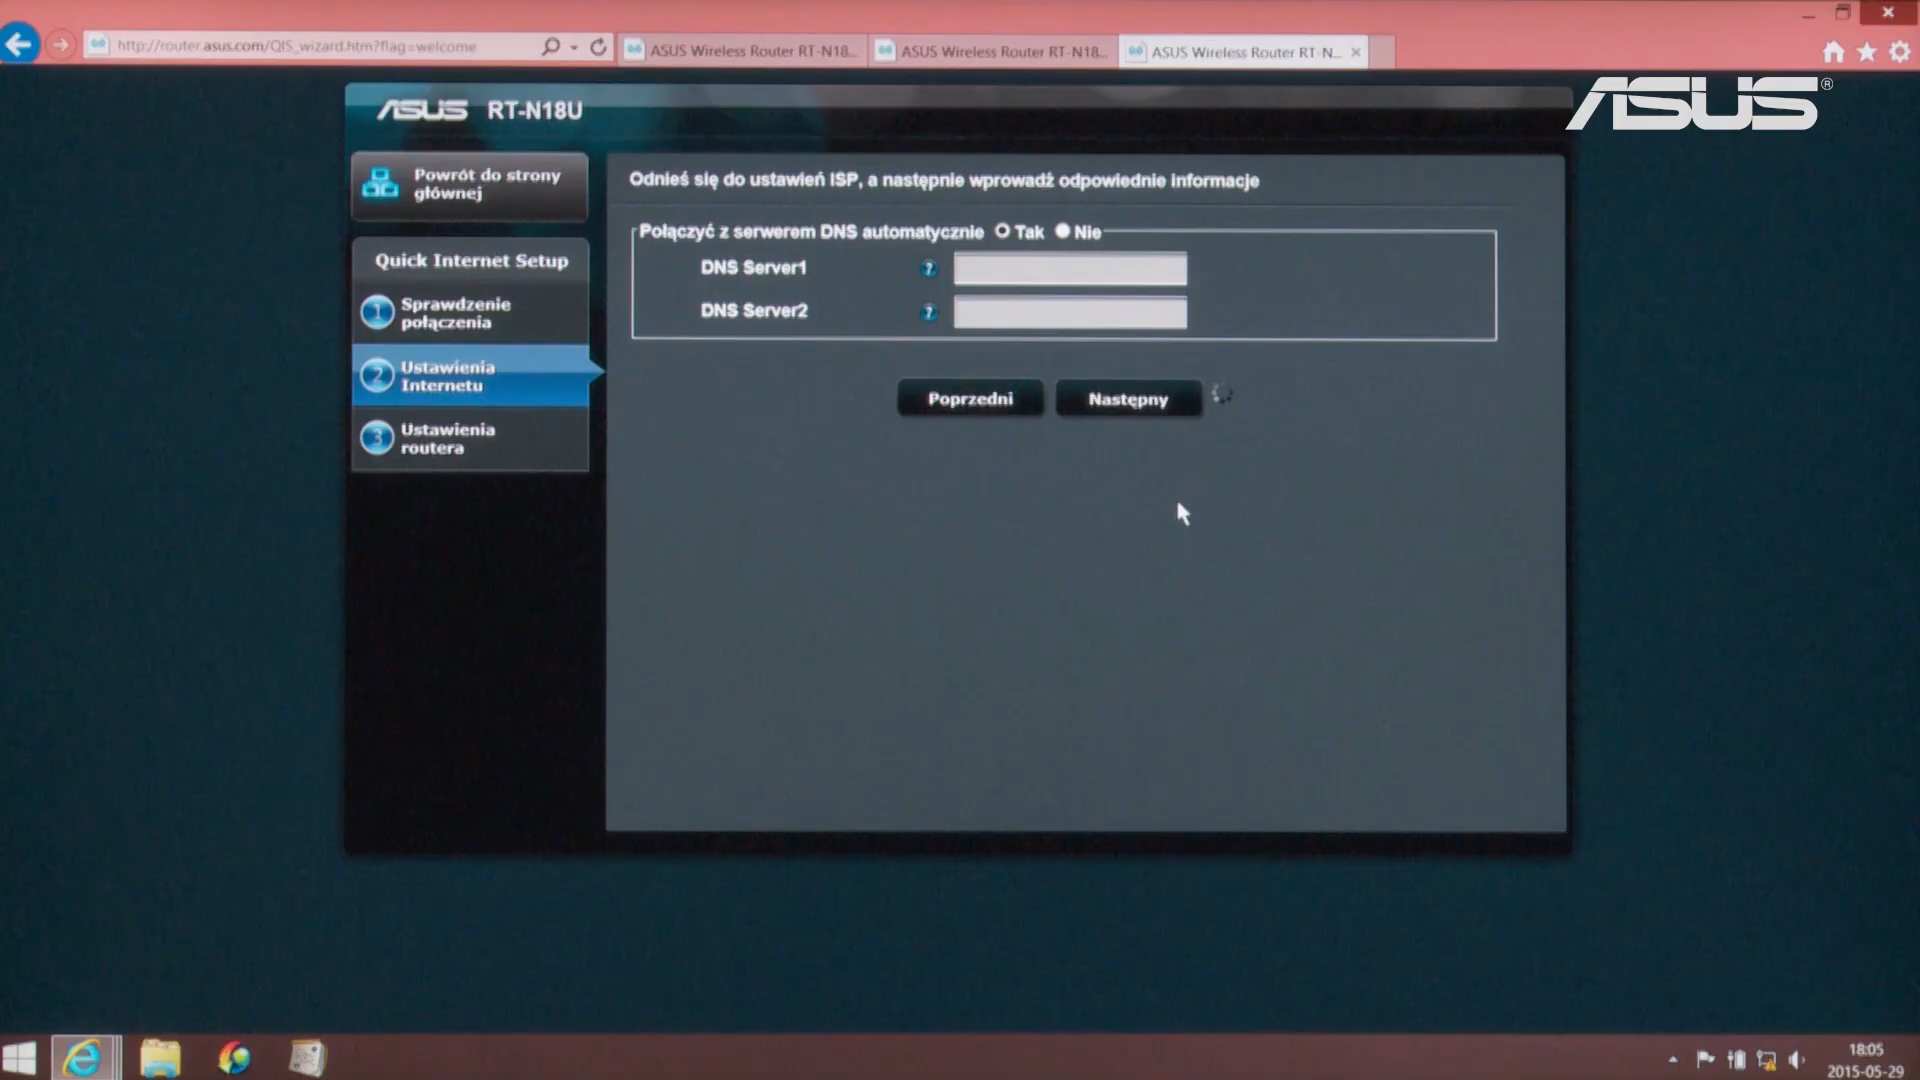 http://router.asus.com/QIS_wizard.htm?flag=welcome
ASUS Wireless Router RT-N18...
ASUS Wireless Router RT-N18...
ASUS Wireless Router RT-N...
ASUS®
ASUS RT-N18U
Powrót do strony
głównej
Quick Internet Setup
1 Sprawdzenie
połączenia
2 Ustawienia
Internetu
3 Ustawienia
routera
Odnieś się do ustawień ISP, a następnie wprowadź odpowiednie informacje
Połączyć z serwerem DNS automatycznie Tak Nie
DNS Server1 ?
DNS Server2 ?
Poprzedni Następny
18:05
2015-05-29